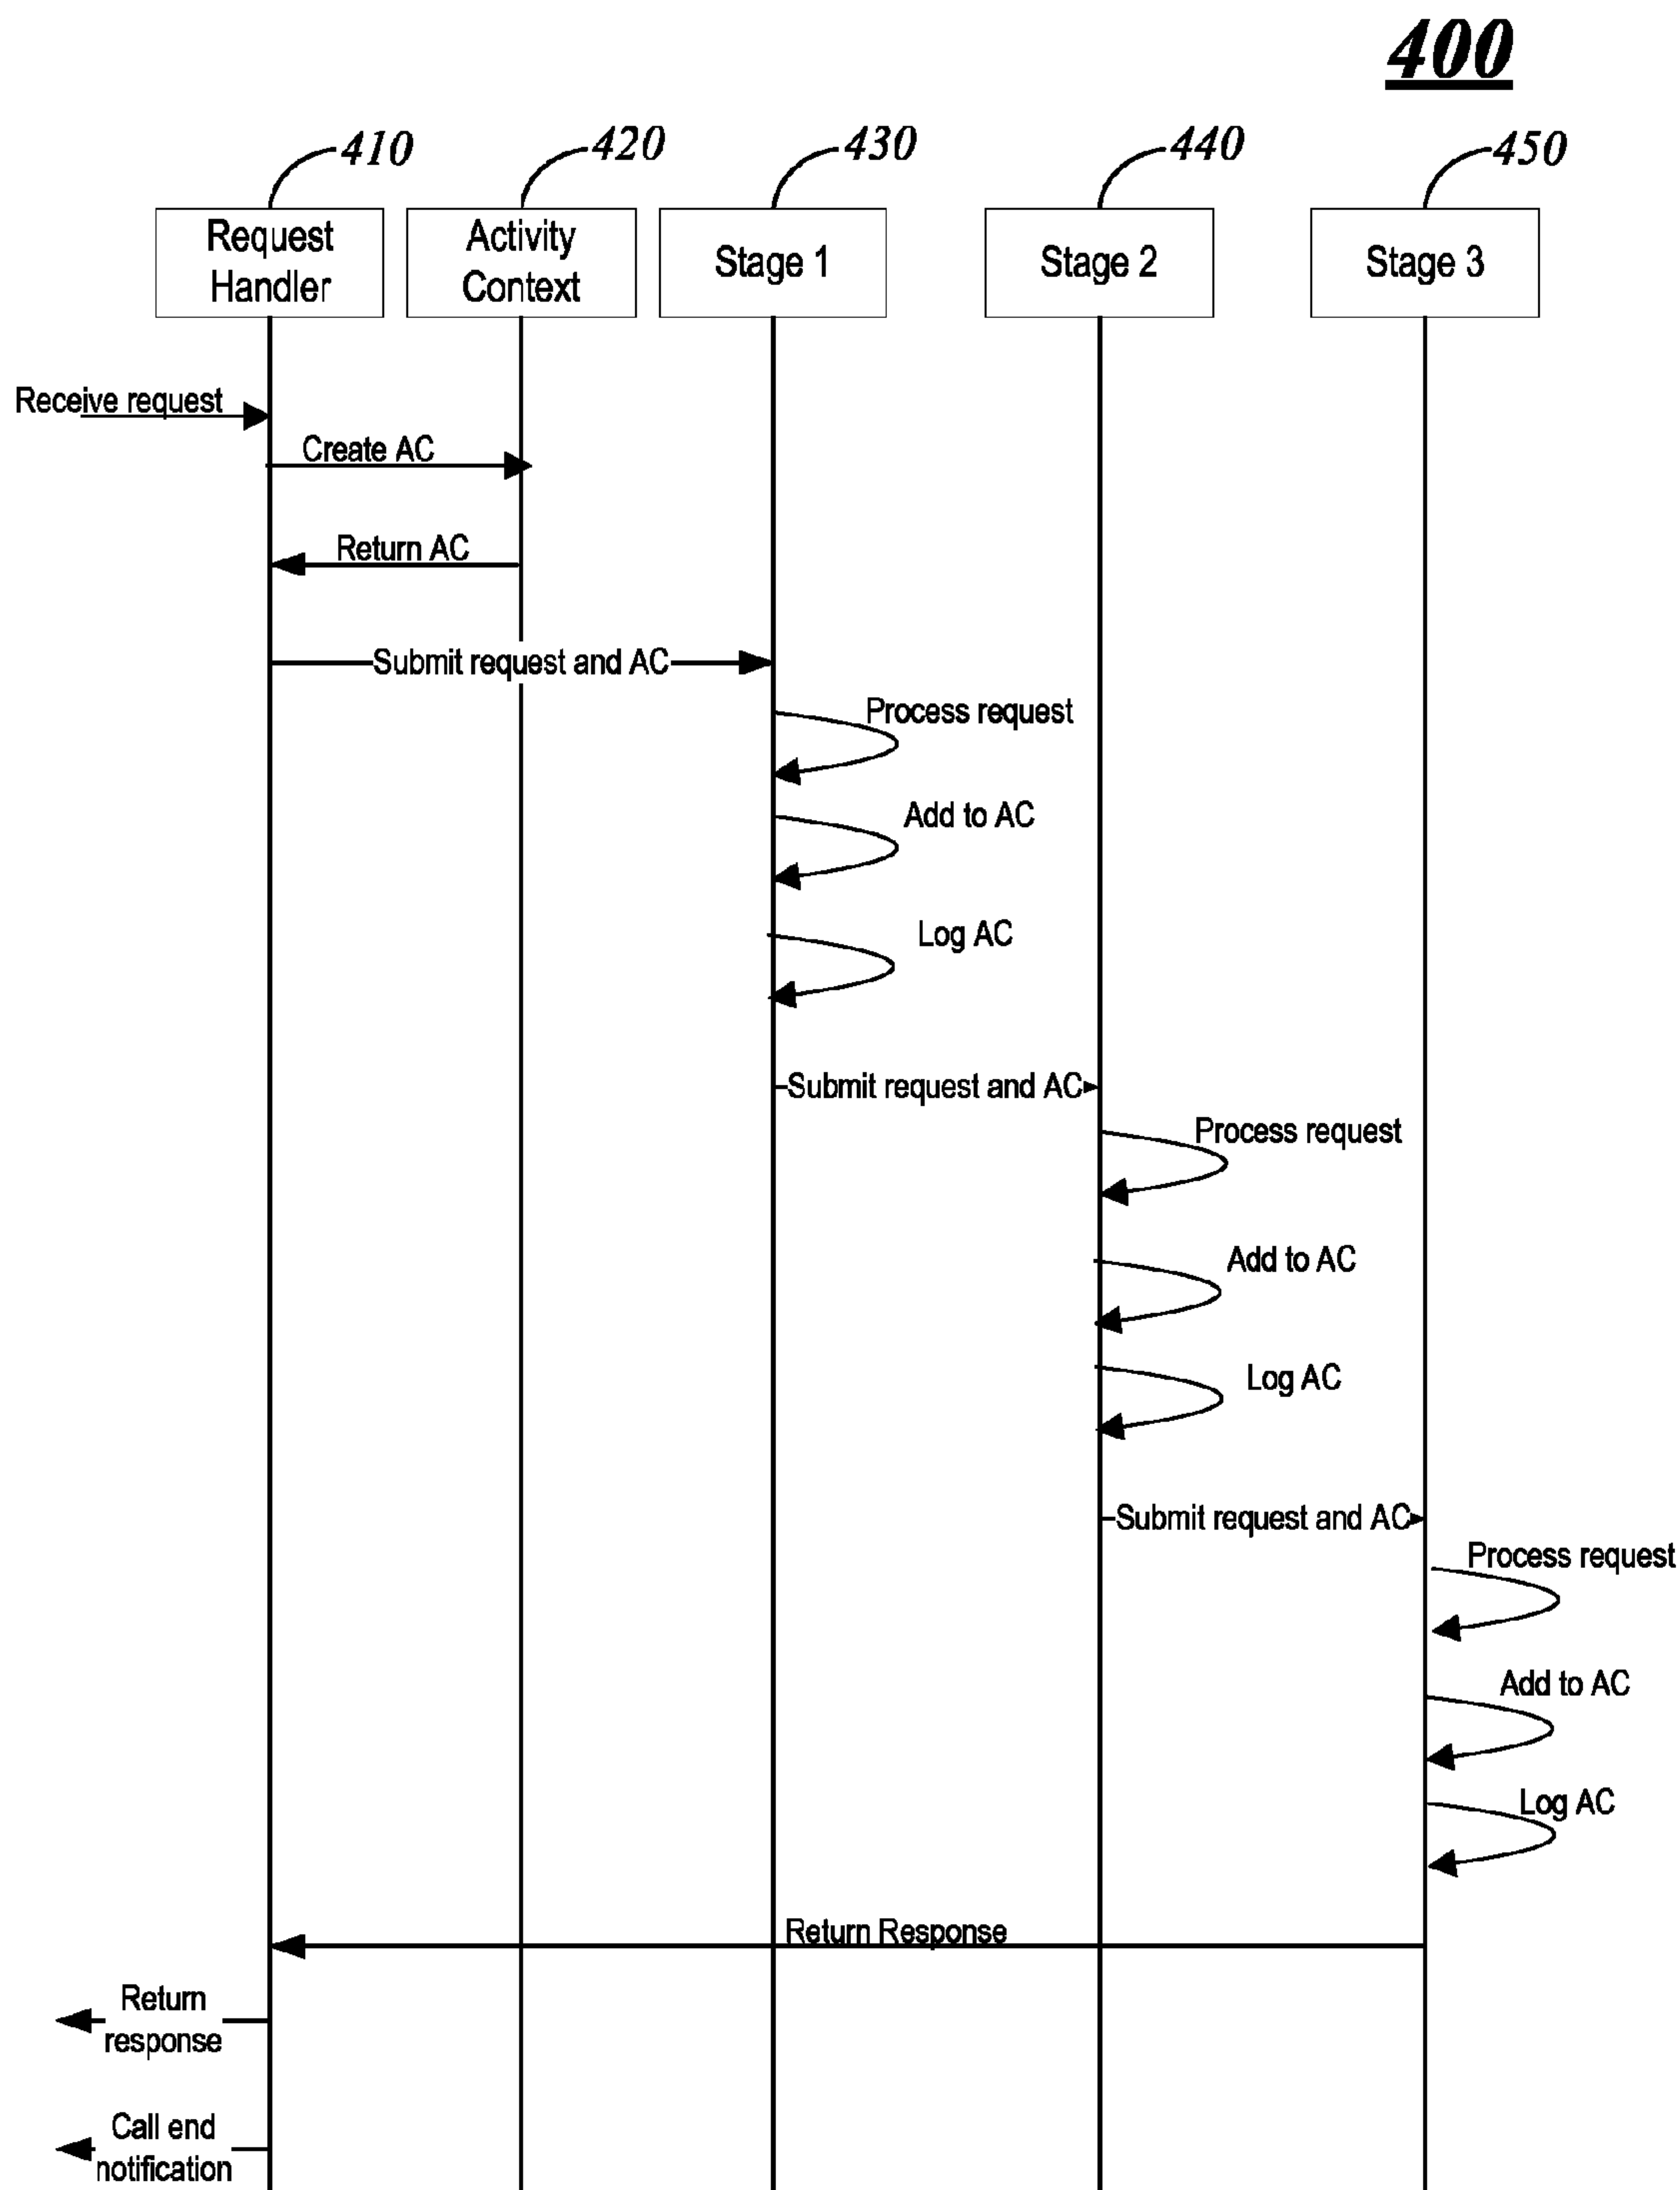 400
410
420
430
440
450
Request
Handler
Activity
Context
Stage 1
Stage 2
Stage 3
Receive request
Create AC
Return AC
Submit request and AC
Process request
Add to AC
Log AC
Submit request and AC
Process request
Add to AC
Log AC
Submit request and AC
Process request
Add to AC
Log AC
Return Response
Return
response
Call end
notification